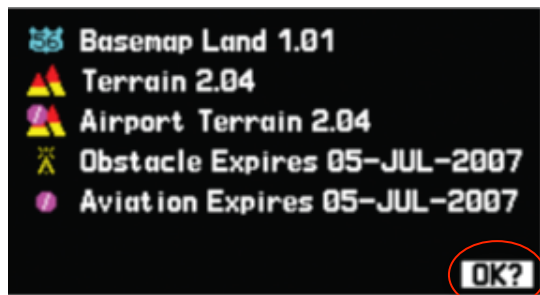 Basemap Land 1.01
Terrain 2.04
Airport Terrain 2.04
Obstacle Expires 05-JUL-2007
Aviation Expires 05-JUL-2007
OK?